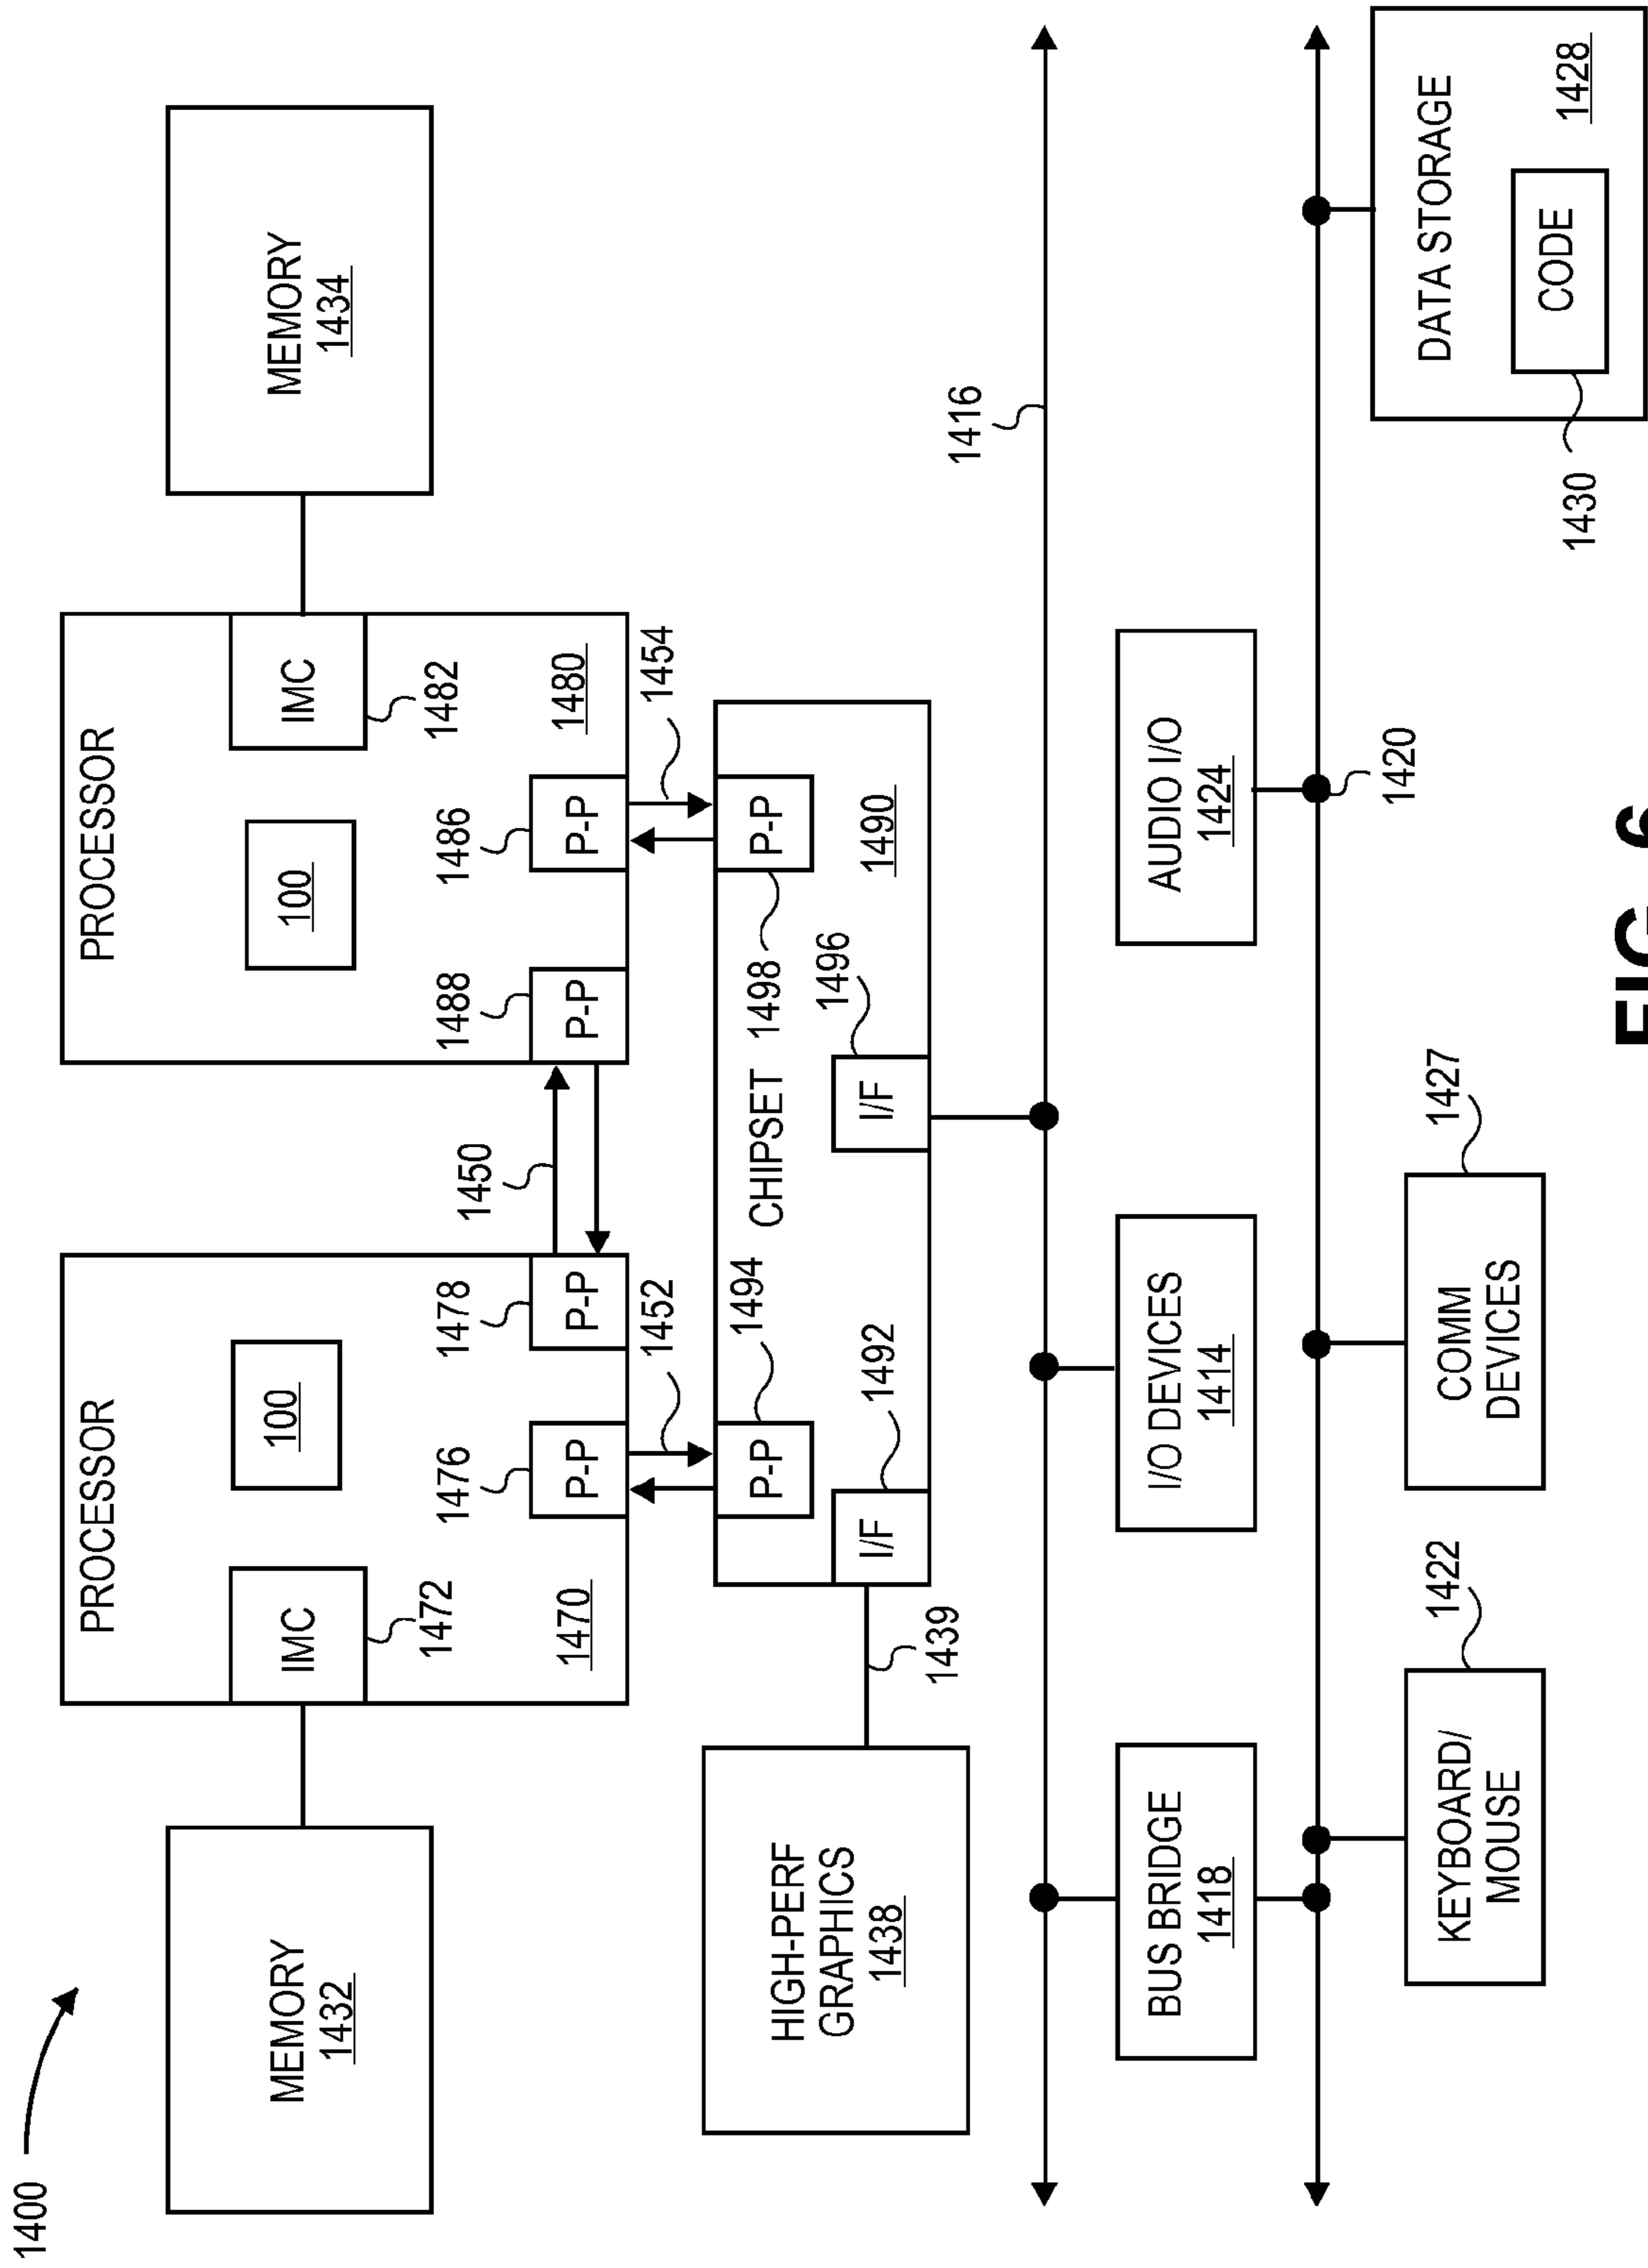 1400
MEMORY
1432
PROCESSOR
IMC
1472
100
1470
1476
P-P
1478
P-P
1450
PROCESSOR
100
IMC
1482
1480
1488
P-P
1486
P-P
MEMORY
1434
1452
1454
HIGH-PERF
GRAPHICS
1438
1439
P-P
1494
I/F
1492
CHIPSET
1498
P-P
1490
I/F
1496
1416
BUS BRIDGE
1418
I/O DEVICES
1414
AUDIO I/O
1424
1420
KEYBOARD/
MOUSE
1422
COMM
DEVICES
1427
DATA STORAGE
1428
CODE
1430
FIG. 6